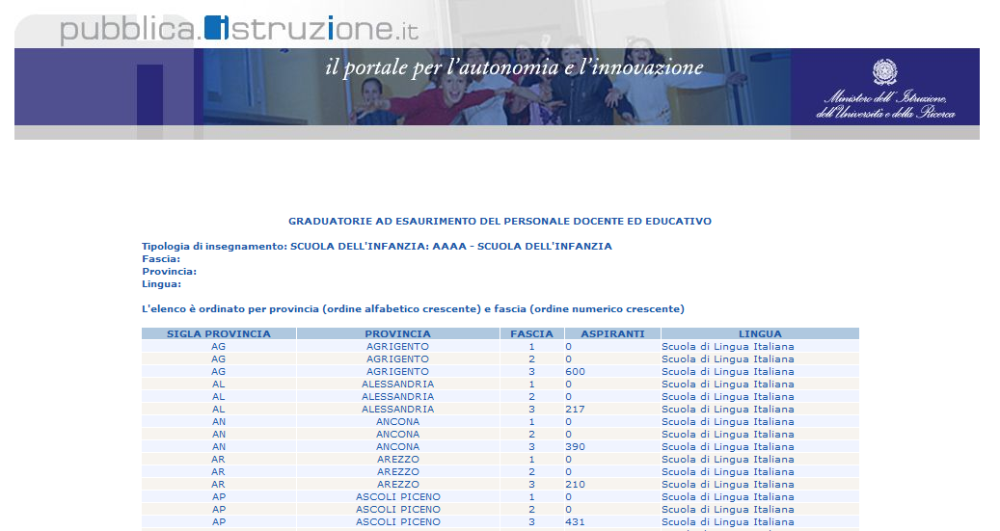 pubblica.istruzione.it
il portale per l'autonomia e l'innovazione
Ministero dell'Istruzione,
dell'Università e della Ricerca
GRADUATORIE AD ESAURIMENTO DEL PERSONALE DOCENTE ED EDUCATIVO
Tipologia di insegnamento: SCUOLA DELL'INFANZIA: AAAA - SCUOLA DELL'INFANZIA
Fascia:
Provincia:
Lingua:
L'elenco è ordinato per provincia (ordine alfabetico crescente) e fascia (ordine numerico crescente)
SIGLA PROVINCIA PROVINCIA FASCIA ASPIRANTI LINGUA
AG AGRIGENTO 1 0 Scuola di Lingua Italiana
AG AGRIGENTO 2 0 Scuola di Lingua Italiana
AG AGRIGENTO 3 600 Scuola di Lingua Italiana
AL ALESSANDRIA 1 0 Scuola di Lingua Italiana
AL ALESSANDRIA 2 0 Scuola di Lingua Italiana
AL ALESSANDRIA 3 217 Scuola di Lingua Italiana
AN ANCONA 1 0 Scuola di Lingua Italiana
AN ANCONA 2 0 Scuola di Lingua Italiana
AN ANCONA 3 390 Scuola di Lingua Italiana
AR AREZZO 1 0 Scuola di Lingua Italiana
AR AREZZO 2 0 Scuola di Lingua Italiana
AR AREZZO 3 210 Scuola di Lingua Italiana
AP ASCOLI PICENO 1 0 Scuola di Lingua Italiana
AP ASCOLI PICENO 2 0 Scuola di Lingua Italiana
AP ASCOLI PICENO 3 431 Scuola di Lingua Italiana